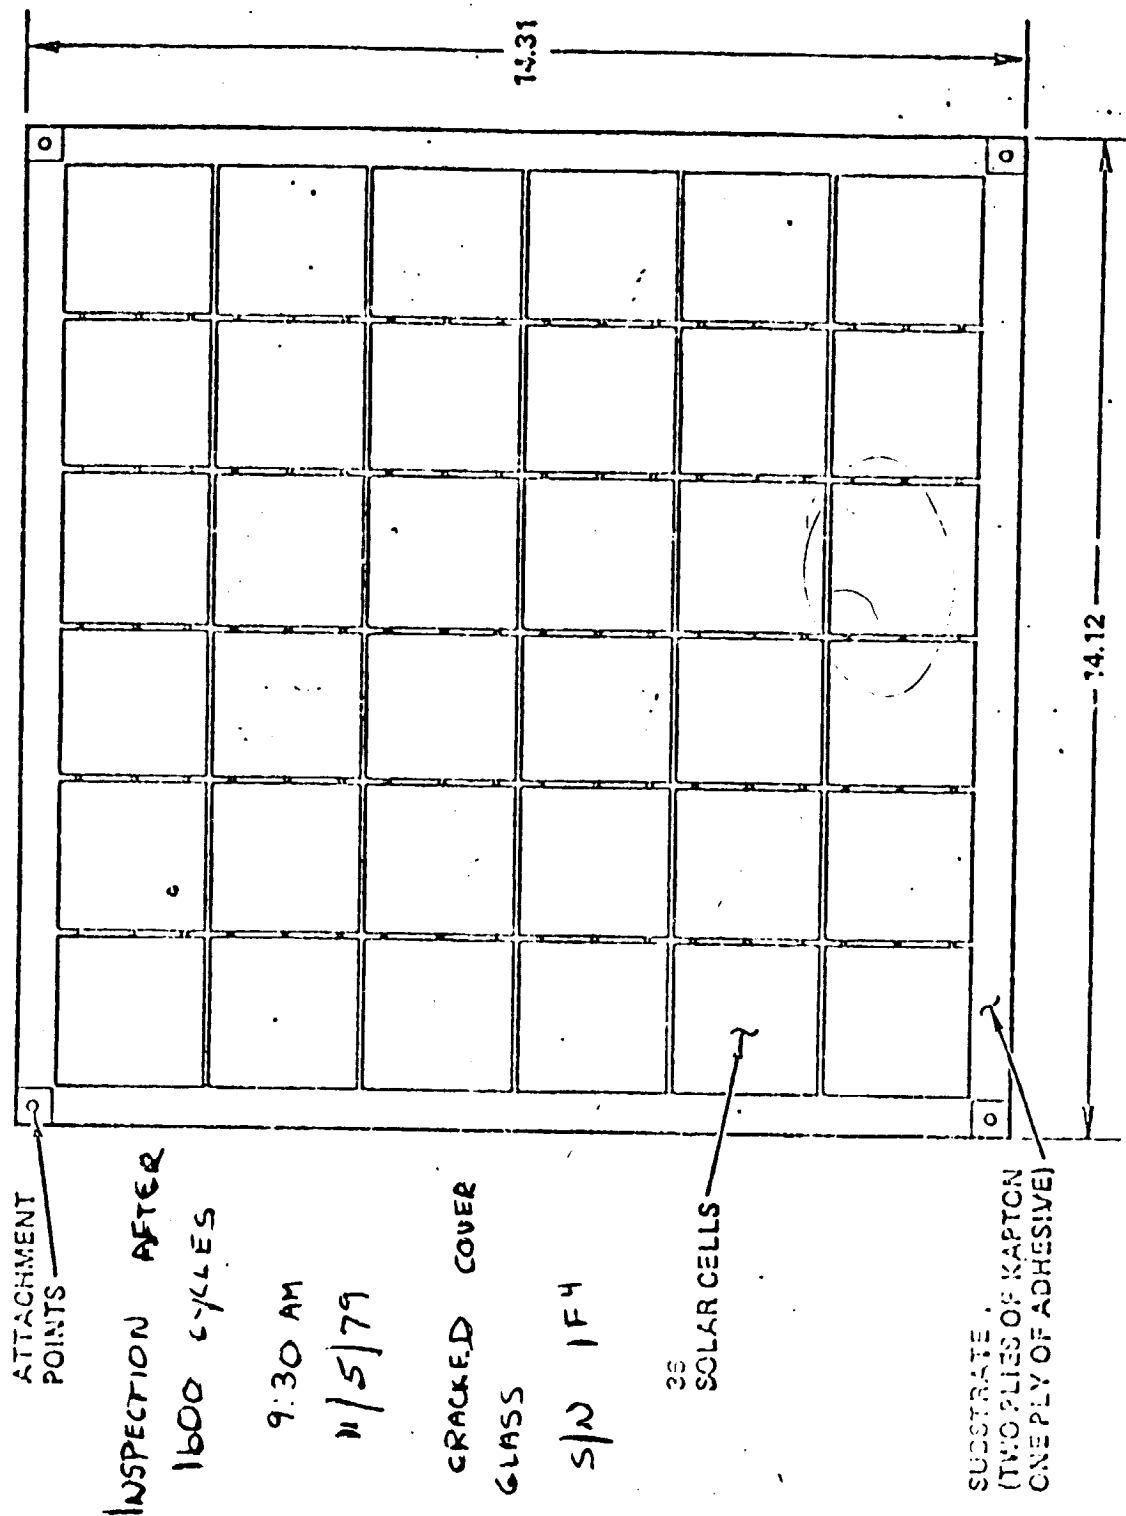 ATTACHMENT
POINTS
INSPECTION AFTER
1600 CYCLES
9:30 AM
11/5/79
CRACKED COVER
GLASS
S/N 1F4
SOLAR CELLS
SUBSTRATE
(TWO PLIES OF KAPTON
ONE PLY OF ADHESIVE)
14.31
14.12